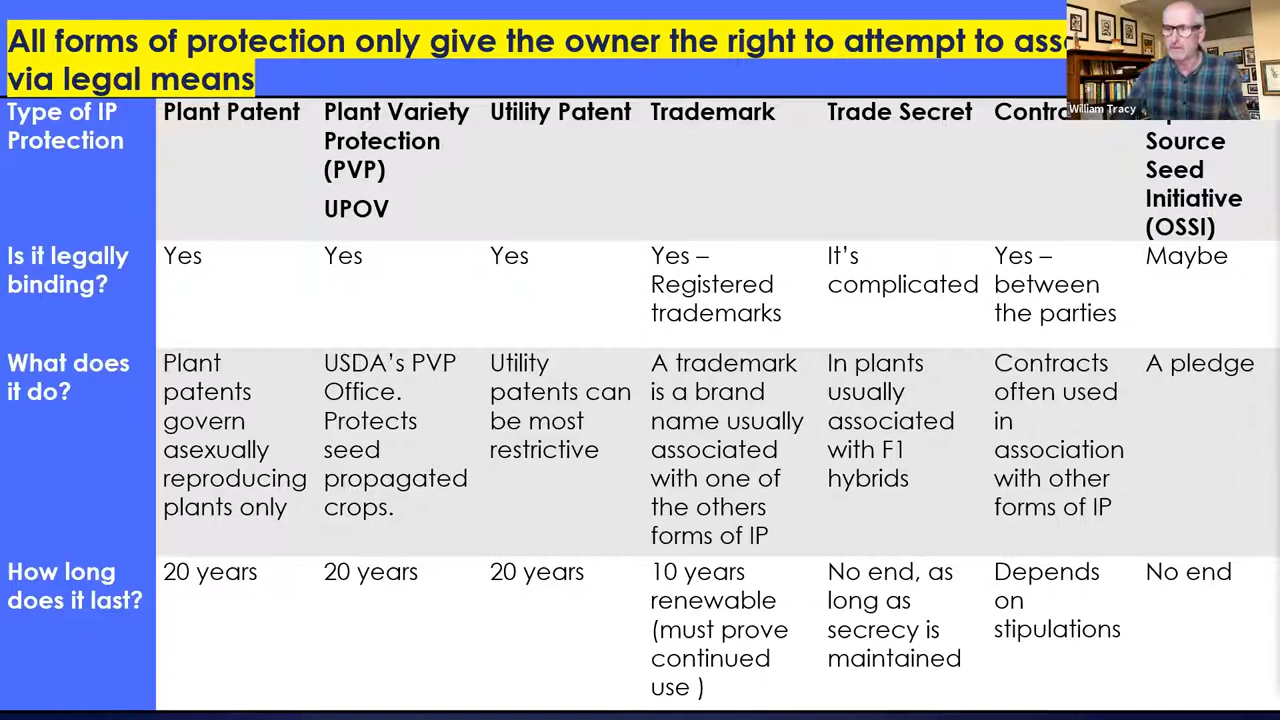 All forms of protection only give the owner the right to attempt to
via legal means
William Tracy
Type of IP
Protection
Plant Patent
Plant Variety
Protection
(PVP)
UPOV
Utility Patent
Trademark
Trade Secret
Source
Seed
Initiative
(OSSI)
Is it legally
binding?
Yes
Yes
Yes
Yes –
Registered
trademarks
It’s
complicated
Yes –
between
the parties
Maybe
What does
it do?
Plant
patents
govern
asexually
reproducing
plants only
USDA’s PVP
Office.
Protects
seed
propagated
crops.
Utility
patents can
be most
restrictive
A trademark
is a brand
name usually
associated
with one of
the others
forms of IP
In plants
usually
associated
with F1
hybrids
Contracts
often used
in
association
with other
forms of IP
A pledge
How long
does it last?
20 years
20 years
20 years
10 years
renewable
(must prove
continued
use )
No end, as
long as
secrecy is
maintained
Depends
on
stipulations
No end